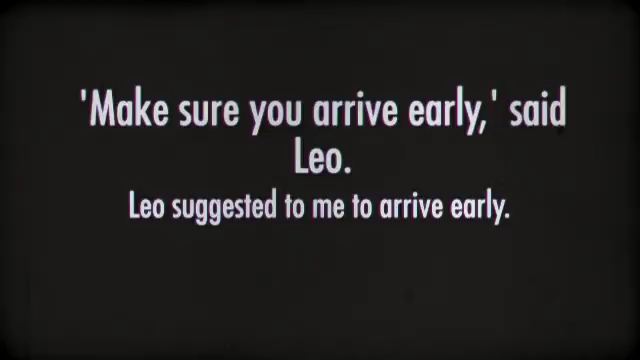 'Make sure you arrive early,' said
Leo.
Leo suggested to me to arrive early.